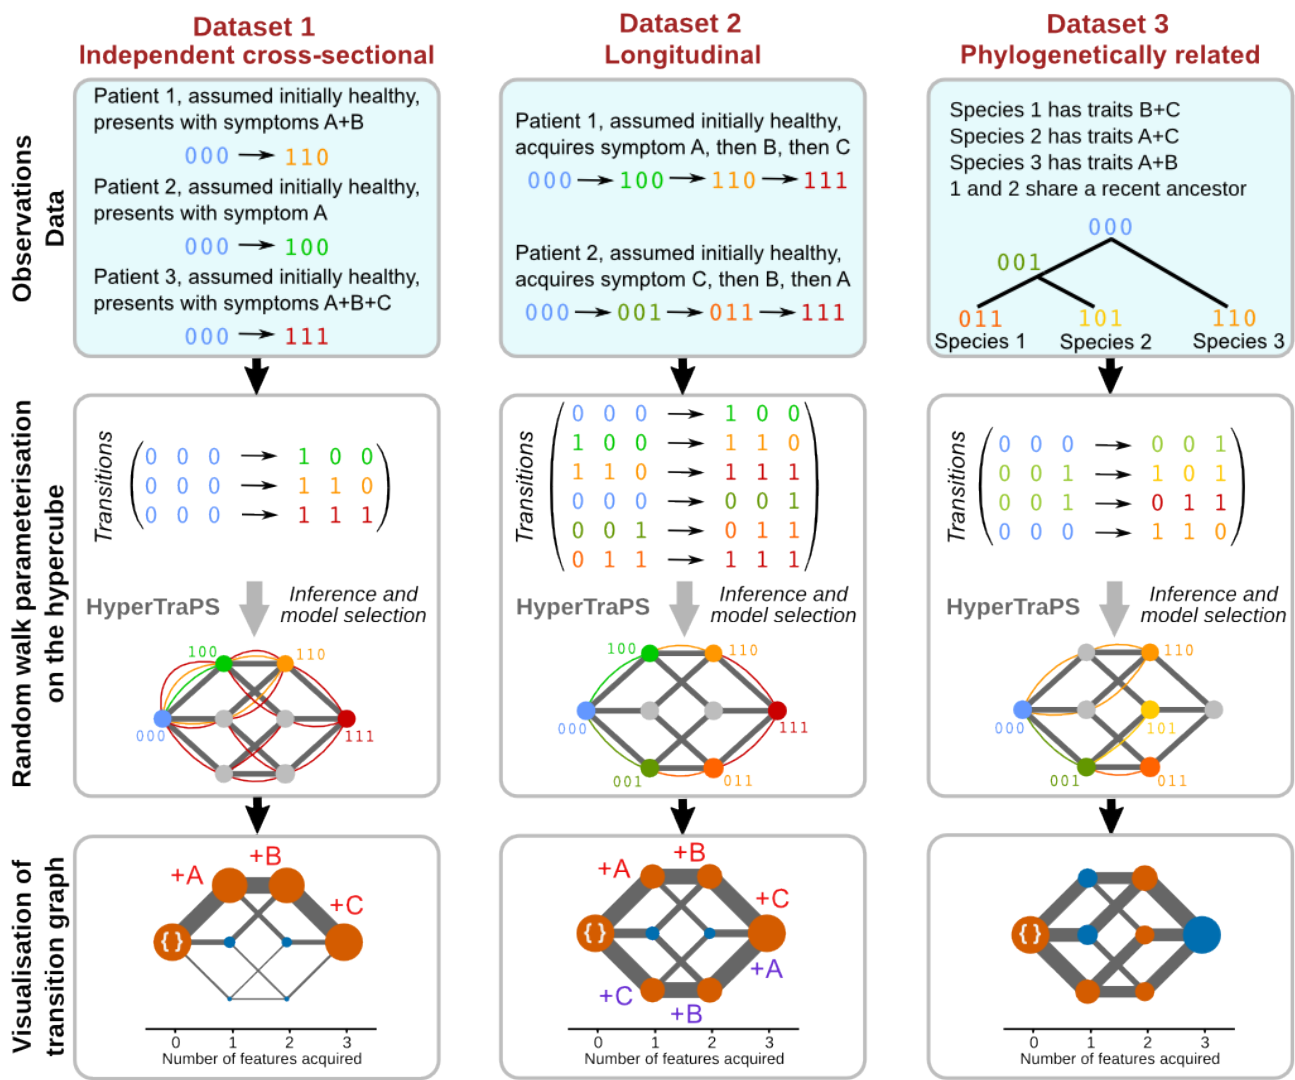 Dataset 1
Independent cross-sectional
Dataset 2
Longitudinal
Dataset 3
Phylogenetically related
Observations
Data
Patient 1, assumed initially healthy,
presents with symptoms A+B
000 → 110
Patient 2, assumed initially healthy,
presents with symptom A
000 → 100
Patient 3, assumed initially healthy,
presents with symptoms A+B+C
000 → 111
Patient 1, assumed initially healthy,
acquires symptom A, then B, then C
000 → 100 → 110 → 111
Patient 2, assumed initially healthy,
acquires symptom C, then B, then A
000 → 001 → 011 → 111
Species 1 has traits B+C
Species 2 has traits A+C
Species 3 has traits A+B
1 and 2 share a recent ancestor
000
001
011 101 110
Species 1 Species 2 Species 3
Random walk parameterisation
on the hypercube
Transitions
0 0 0 → 1 0 0
0 0 0 → 1 1 0
0 0 0 → 1 1 1
HyperTraPS
Inference and
model selection
100 110
000 111
Transitions
0 0 0 → 1 0 0
1 0 0 → 1 1 0
1 1 0 → 1 1 1
0 0 0 → 0 0 1
0 0 1 → 0 1 1
0 1 1 → 1 1 1
HyperTraPS
Inference and
model selection
100 110
000 111
001 011
Transitions
0 0 0 → 0 0 1
0 0 1 → 1 0 1
0 0 1 → 0 1 1
0 0 0 → 1 1 0
HyperTraPS
Inference and
model selection
110
000 101
001 011
Visualisation of
transition graph
+B
+A
+C
{}
0 1 2 3
Number of features acquired
+B
+A
+C
{}
+A
+C
+B
0 1 2 3
Number of features acquired
{}
0 1 2 3
Number of features acquired